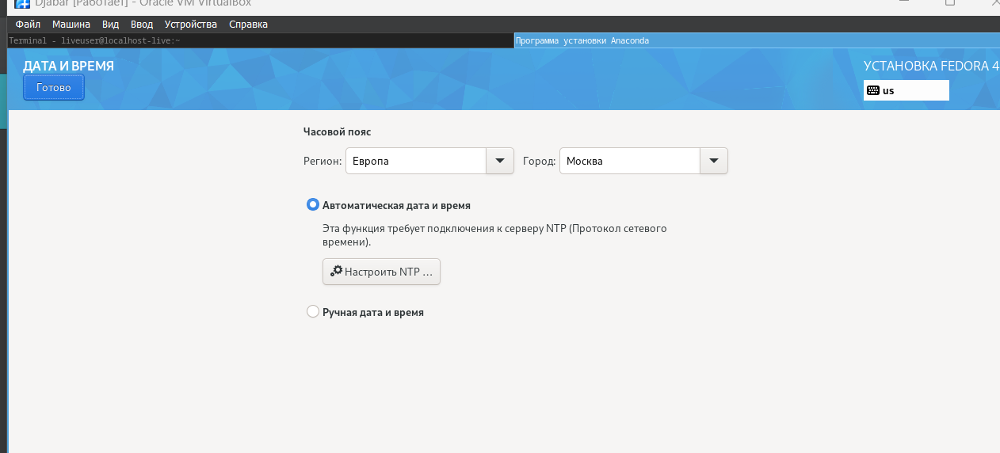 Djabar [Работает] - Oracle VM VirtualBox
Файл Машина Вид Ввод Устройства Справка
Terminal - liveuser@localhost-live:~ Программа установки Anaconda
ДАТА И ВРЕМЯ
УСТАНОВКА FEDORA 4
Готово
us
Часовой пояс
Регион: Европа Город: Москва
Автоматическая дата и время
Эта функция требует подключения к серверу NTP (Протокол сетевого
времени).
Настроить NTP ...
Ручная дата и время